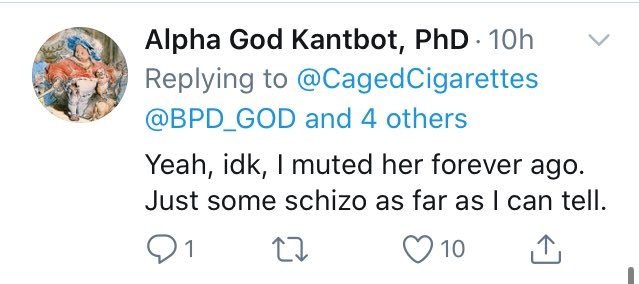 Alpha God Kantbot, PhD · 10h
Replying to @CagedCigarettes
@BPD_GOD and 4 others
Yeah, idk, I muted her forever ago.
Just some schizo as far as I can tell.
1 10